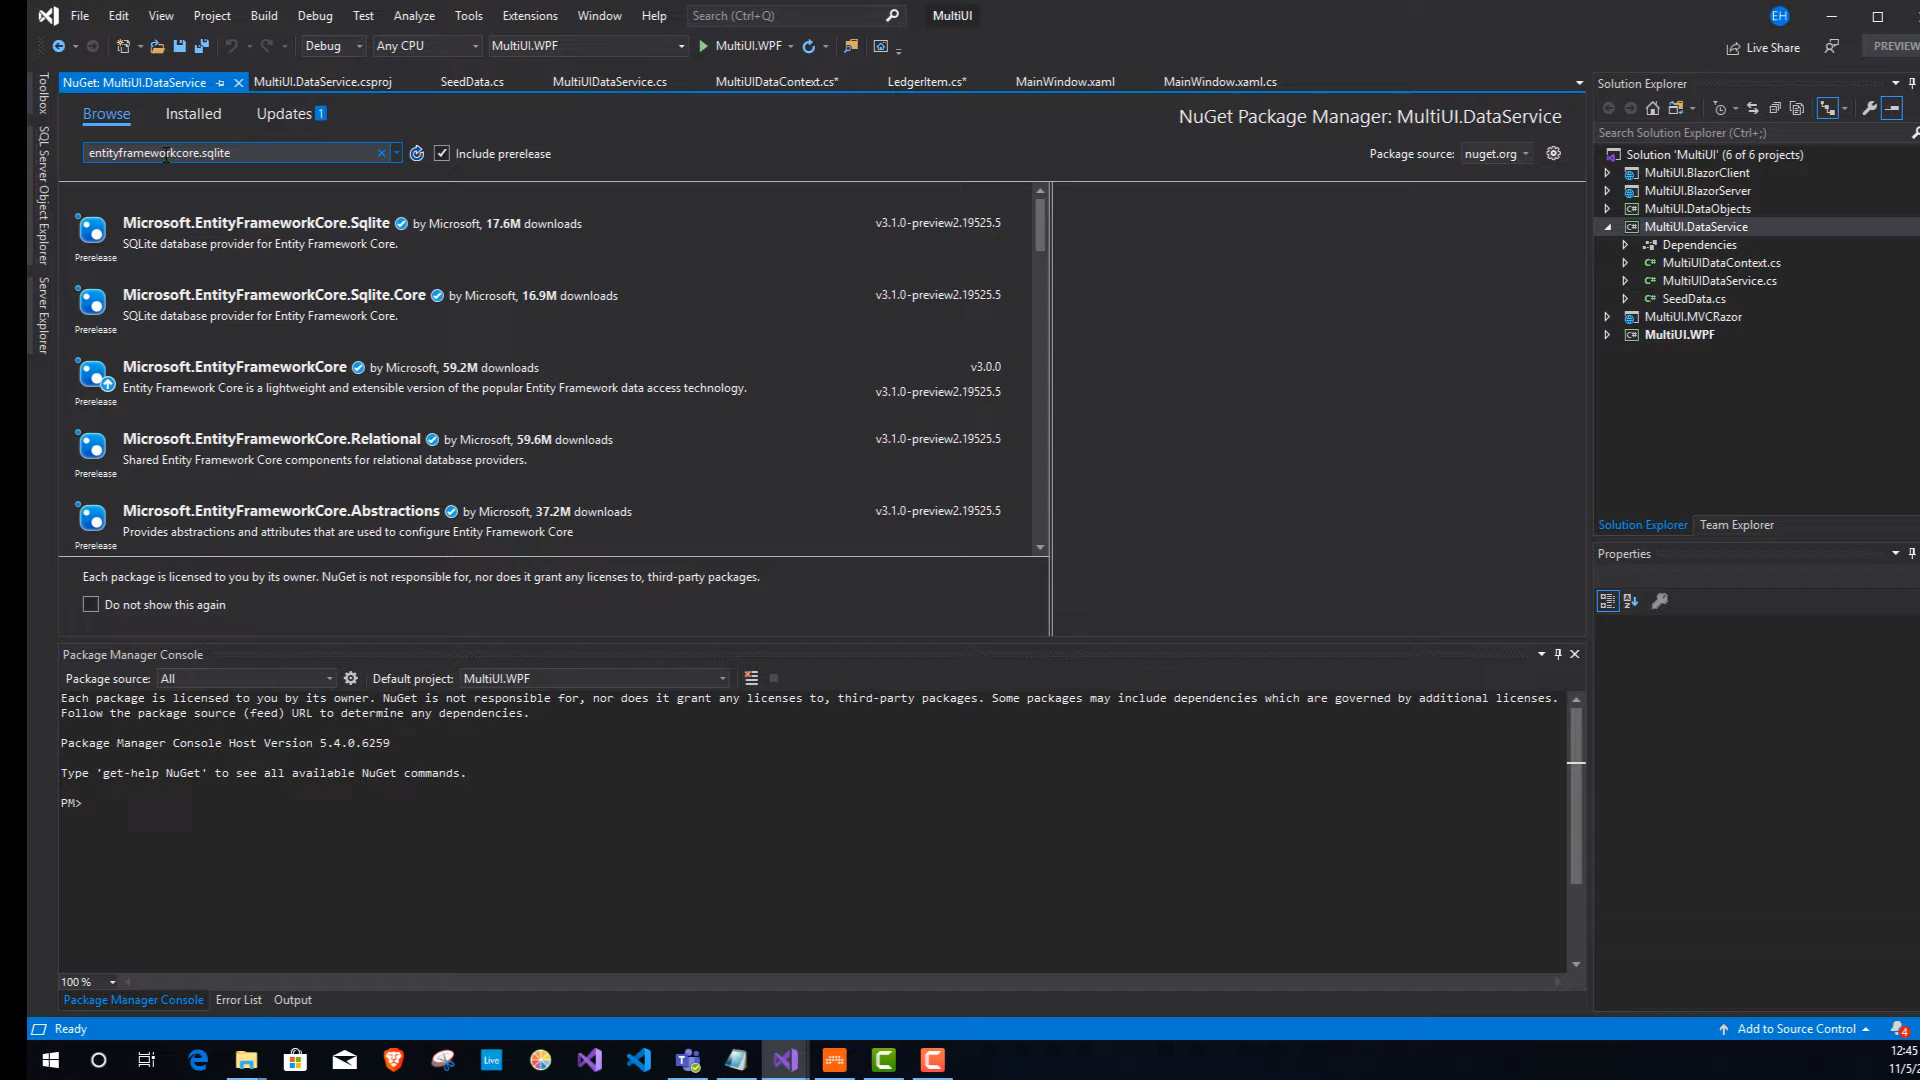 File Edit View Project Build Debug Test Analyze Tools Extensions Window Help Search (Ctrl+Q) MultiUI EH
Debug Any CPU MultiUI.WPF MultiUI.WPF Live Share PREVIEW
NuGet: MultiUI.DataService MultiUI.DataService.csproj SeedData.cs MultiUIDataService.cs MultiUIDataContext.cs* LedgerItem.cs* MainWindow.xaml MainWindow.xaml.cs
Toolbox
SQL Server Object Explorer
Server Explorer
Browse Installed Updates 1
NuGet Package Manager: MultiUI.DataService
entityframeworkcore.sqlite Include prerelease
Package source: nuget.org
Microsoft.EntityFrameworkCore.Sqlite by Microsoft, 17.6M downloads v3.1.0-preview2.19525.5
SQLite database provider for Entity Framework Core.
Prerelease
Microsoft.EntityFrameworkCore.Sqlite.Core by Microsoft, 16.9M downloads v3.1.0-preview2.19525.5
SQLite database provider for Entity Framework Core.
Prerelease
Microsoft.EntityFrameworkCore by Microsoft, 59.2M downloads v3.0.0
Entity Framework Core is a lightweight and extensible version of the popular Entity Framework data access technology. v3.1.0-preview2.19525.5
Prerelease
Microsoft.EntityFrameworkCore.Relational by Microsoft, 59.6M downloads v3.1.0-preview2.19525.5
Shared Entity Framework Core components for relational database providers.
Prerelease
Microsoft.EntityFrameworkCore.Abstractions by Microsoft, 37.2M downloads v3.1.0-preview2.19525.5
Provides abstractions and attributes that are used to configure Entity Framework Core
Prerelease
Each package is licensed to you by its owner. NuGet is not responsible for, nor does it grant any licenses to, third-party packages.
Do not show this again
Package Manager Console
Package source: All Default project: MultiUI.WPF
Each package is licensed to you by its owner. NuGet is not responsible for, nor does it grant any licenses to, third-party packages. Some packages may include dependencies which are governed by additional licenses.
Follow the package source (feed) URL to determine any dependencies.
Package Manager Console Host Version 5.4.0.6259
Type 'get-help NuGet' to see all available NuGet commands.
PM>
100 %
Package Manager Console Error List Output
Solution Explorer
Search Solution Explorer (Ctrl+;)
Solution 'MultiUI' (6 of 6 projects)
MultiUI.BlazorClient
MultiUI.BlazorServer
C# MultiUI.DataObjects
C# MultiUI.DataService
Dependencies
C# MultiUIDataContext.cs
C# MultiUIDataService.cs
C# SeedData.cs
MultiUI.MVCRazor
C# MultiUI.WPF
Solution Explorer Team Explorer
Properties
Ready Add to Source Control 4
Live
12:45
11/5/2